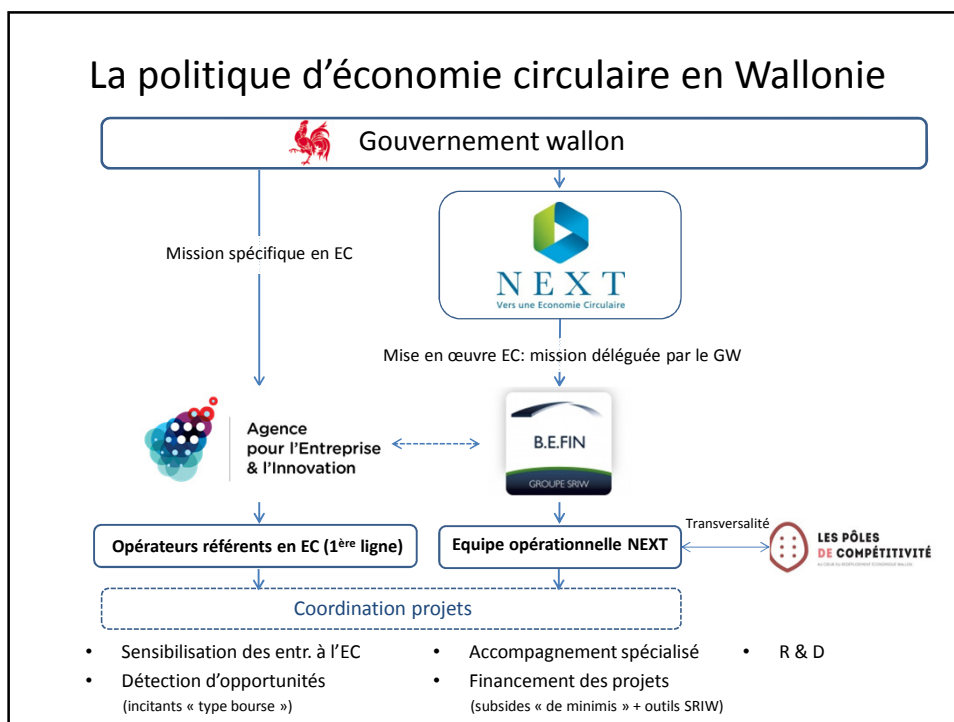 La politique d’économie circulaire en Wallonie
Gouvernement wallon
Mission spécifique en EC
NEXT
Vers une Economie Circulaire
Mise en œuvre EC: mission déléguée par le GW
Agence
pour l'Entreprise
& l'Innovation
B.E.FIN
GROUPE SRIW
Opérateurs référents en EC (1ère ligne)
Equipe opérationnelle NEXT
Transversalité
LES PÔLES
DE COMPÉTITIVITÉ
Coordination projets
• Sensibilisation des entr. à l’EC
• Détection d’opportunités
(incitants « type bourse »)
• Accompagnement spécialisé
• Financement des projets
(subsides « de minimis » + outils SRIW)
• R & D